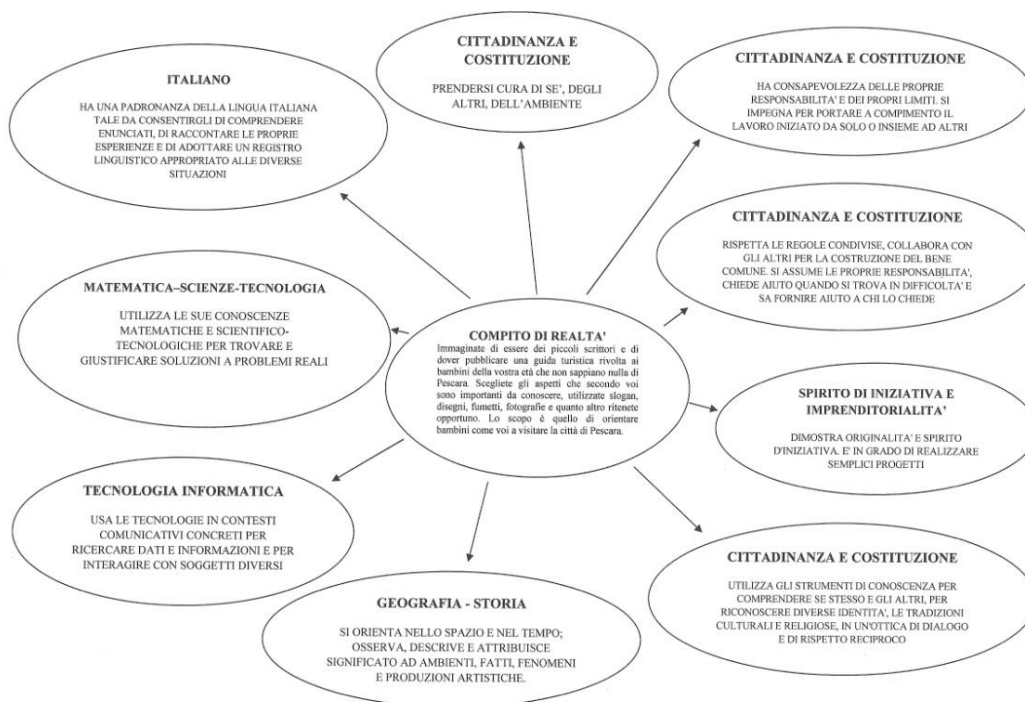 ITALIANO
HA UNA PADRONANZA DELLA LINGUA ITALIANA
TALE DA CONSENTIRGLI DI COMPRENDERE
ENUNCIATI, DI RACCONTARE LE PROPRIE
ESPERIENZE E DI ADOTTARE UN REGISTRO
LINGUISTICO APPROPRIATO ALLE DIVERSE
SITUAZIONI
CITTADINANZA E
COSTITUZIONE
PRENDERSI CURA DI SE', DEGLI
ALTRI, DELL'AMBIENTE
CITTADINANZA E COSTITUZIONE
HA CONSAPEVOLEZZA DELLE PROPRIE
RESPONSABILITA' E DEI PROPRI LIMITI. SI
IMPEGNA PER PORTARE A COMPIMENTO IL
LAVORO INIZIATO DA SOLO O INSIEME AD ALTRI
CITTADINANZA E COSTITUZIONE
RISPETTA LE REGOLE CONDIVISE, COLLABORA CON
GLI ALTRI PER LA COSTRUZIONE DEL BENE
COMUNE. SI ASSUME LE PROPRIE RESPONSABILITA',
CHIEDE AIUTO QUANDO SI TROVA IN DIFFICOLTA' E
SA FORNIRE AIUTO A CHI LO CHIEDE
MATEMATICA–SCIENZE-TECNOLOGIA
UTILIZZA LE SUE CONOSCENZE
MATEMATICHE E SCIENTIFICO-
TECNOLOGICHE PER TROVARE E
GIUSTIFICARE SOLUZIONI A PROBLEMI REALI
COMPITO DI REALTA'
Immaginate di essere dei piccoli scrittori e di
dover pubblicare una guida turistica rivolta ai
bambini della vostra età che non sappiano nulla di
Pescara. Scegliete gli aspetti che secondo voi
sono importanti da conoscere, utilizzate slogan,
disegni, fumetti, fotografie e quanto altro ritenete
opportuno. Lo scopo è quello di orientare
bambini come voi a visitare la città di Pescara.
SPIRITO DI INIZIATIVA E
IMPRENDITORIALITA'
DIMOSTRA ORIGINALITA' E SPIRITO
D'INIZIATIVA. E' IN GRADO DI REALIZZARE
SEMPLICI PROGETTI
TECNOLOGIA INFORMATICA
USA LE TECNOLOGIE IN CONTESTI
COMUNICATIVI CONCRETI PER
RICERCARE DATI E INFORMAZIONI E PER
INTERAGIRE CON SOGGETTI DIVERSI
CITTADINANZA E COSTITUZIONE
UTILIZZA GLI STRUMENTI DI CONOSCENZA PER
COMPRENDERE SE STESSO E GLI ALTRI, PER
RICONOSCERE DIVERSE IDENTITA', LE TRADIZIONI
CULTURALI E RELIGIOSE, IN UN'OTTICA DI DIALOGO
E DI RISPETTO RECIPROCO
GEOGRAFIA - STORIA
SI ORIENTA NELLO SPAZIO E NEL TEMPO;
OSSERVA, DESCRIVE E ATTRIBUISCE
SIGNIFICATO AD AMBIENTI, FATTI, FENOMENI
E PRODUZIONI ARTISTICHE.